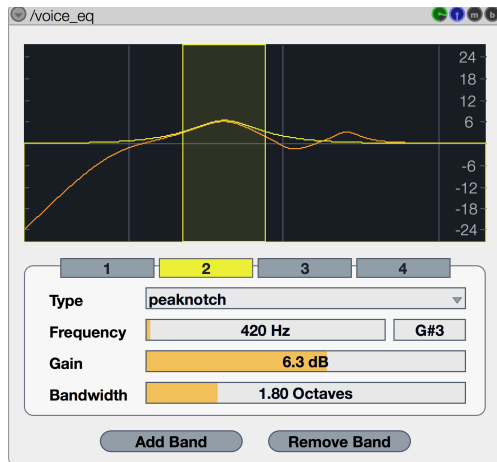 /voice_eq
m b
24
18
12
6
-6
-12
-18
-24
1 2 3 4
Type peaknotch
Frequency 420 Hz G#3
Gain 6.3 dB
Bandwidth 1.80 Octaves
Add Band Remove Band